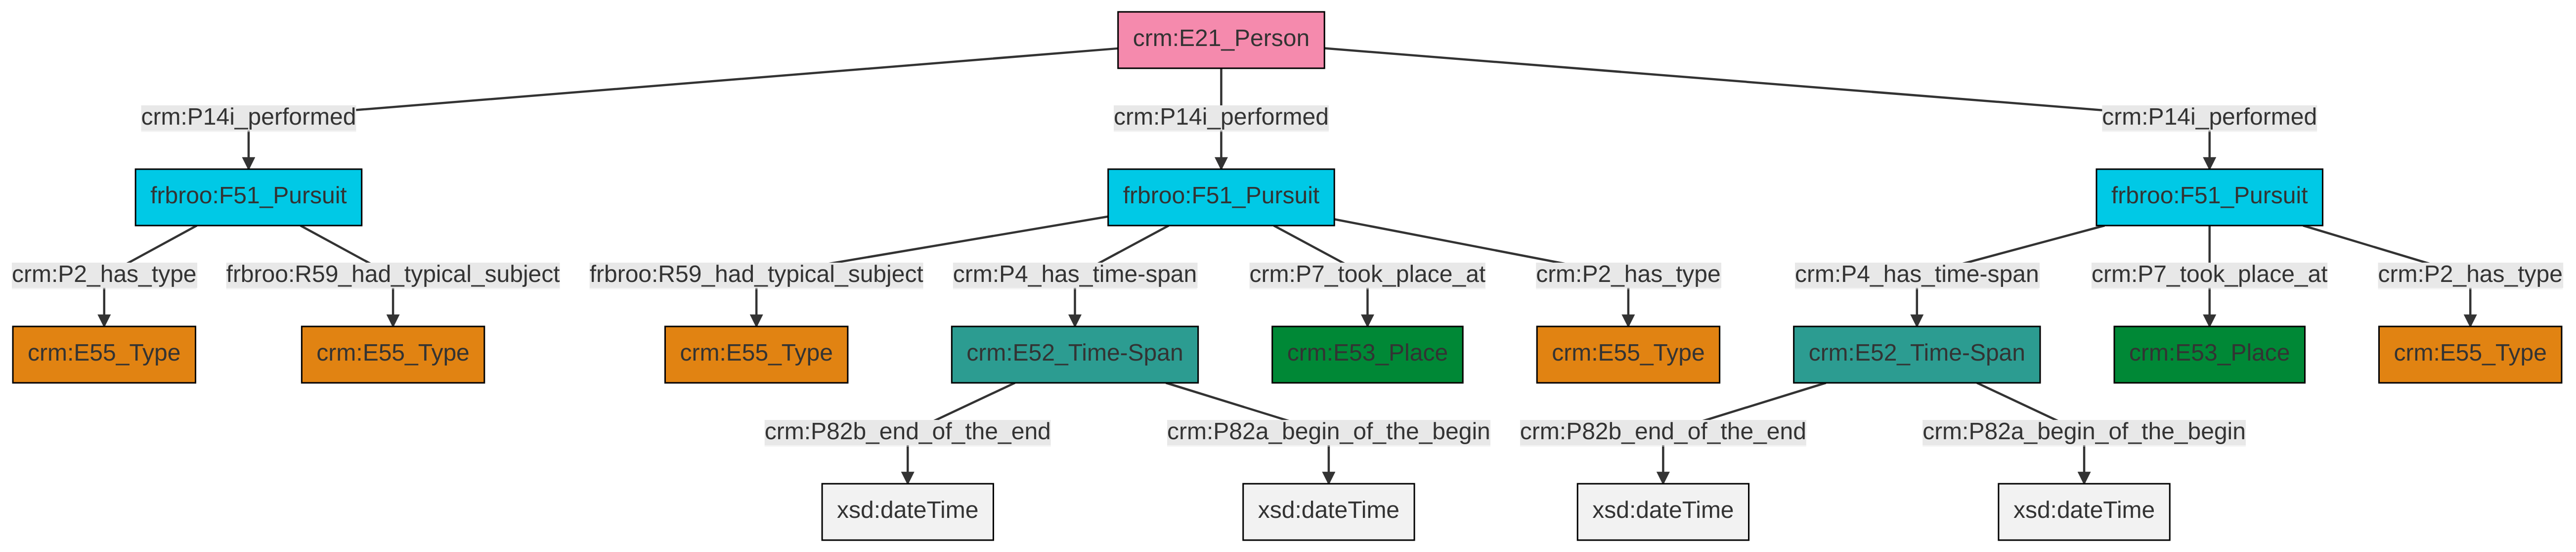 crm:E21_Person
crm:P14i_performed crm:P14i_performed crm:P14i_performed
frbroo:F51_Pursuit frbroo:F51_Pursuit frbroo:F51_Pursuit
crm:P2_has_type frbroo:R59_had_typical_subject frbroo:R59_had_typical_subject crm:P4_has_time-span crm:P7_took_place_at crm:P2_has_type crm:P4_has_time-span crm:P7_took_place_at crm:P2_has_type
crm:E55_Type crm:E55_Type crm:E55_Type crm:E52_Time-Span crm:E53_Place crm:E55_Type crm:E52_Time-Span crm:E53_Place crm:E55_Type
crm:P82b_end_of_the_end crm:P82a_begin_of_the_begin crm:P82b_end_of_the_end crm:P82a_begin_of_the_begin
xsd:dateTime xsd:dateTime xsd:dateTime xsd:dateTime